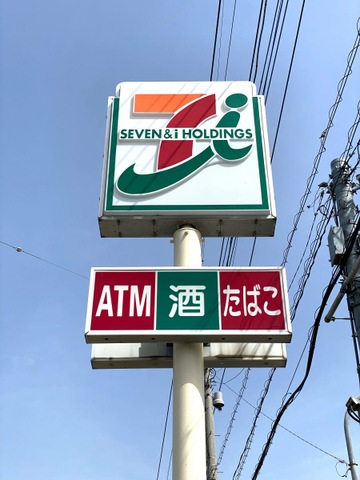 SEVEN & i HOLDINGS
ATM 酒 たばこ